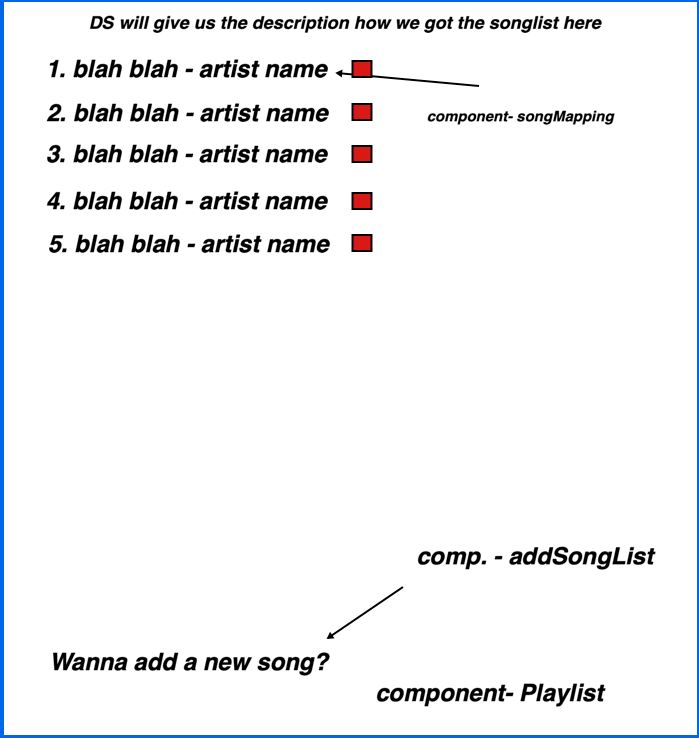 DS will give us the description how we got the songlist here
1. blah blah - artist name
component- songMapping
2. blah blah - artist name
3. blah blah - artist name
4. blah blah - artist name
5. blah blah - artist name
comp. - addSongList
Wanna add a new song?
component- Playlist